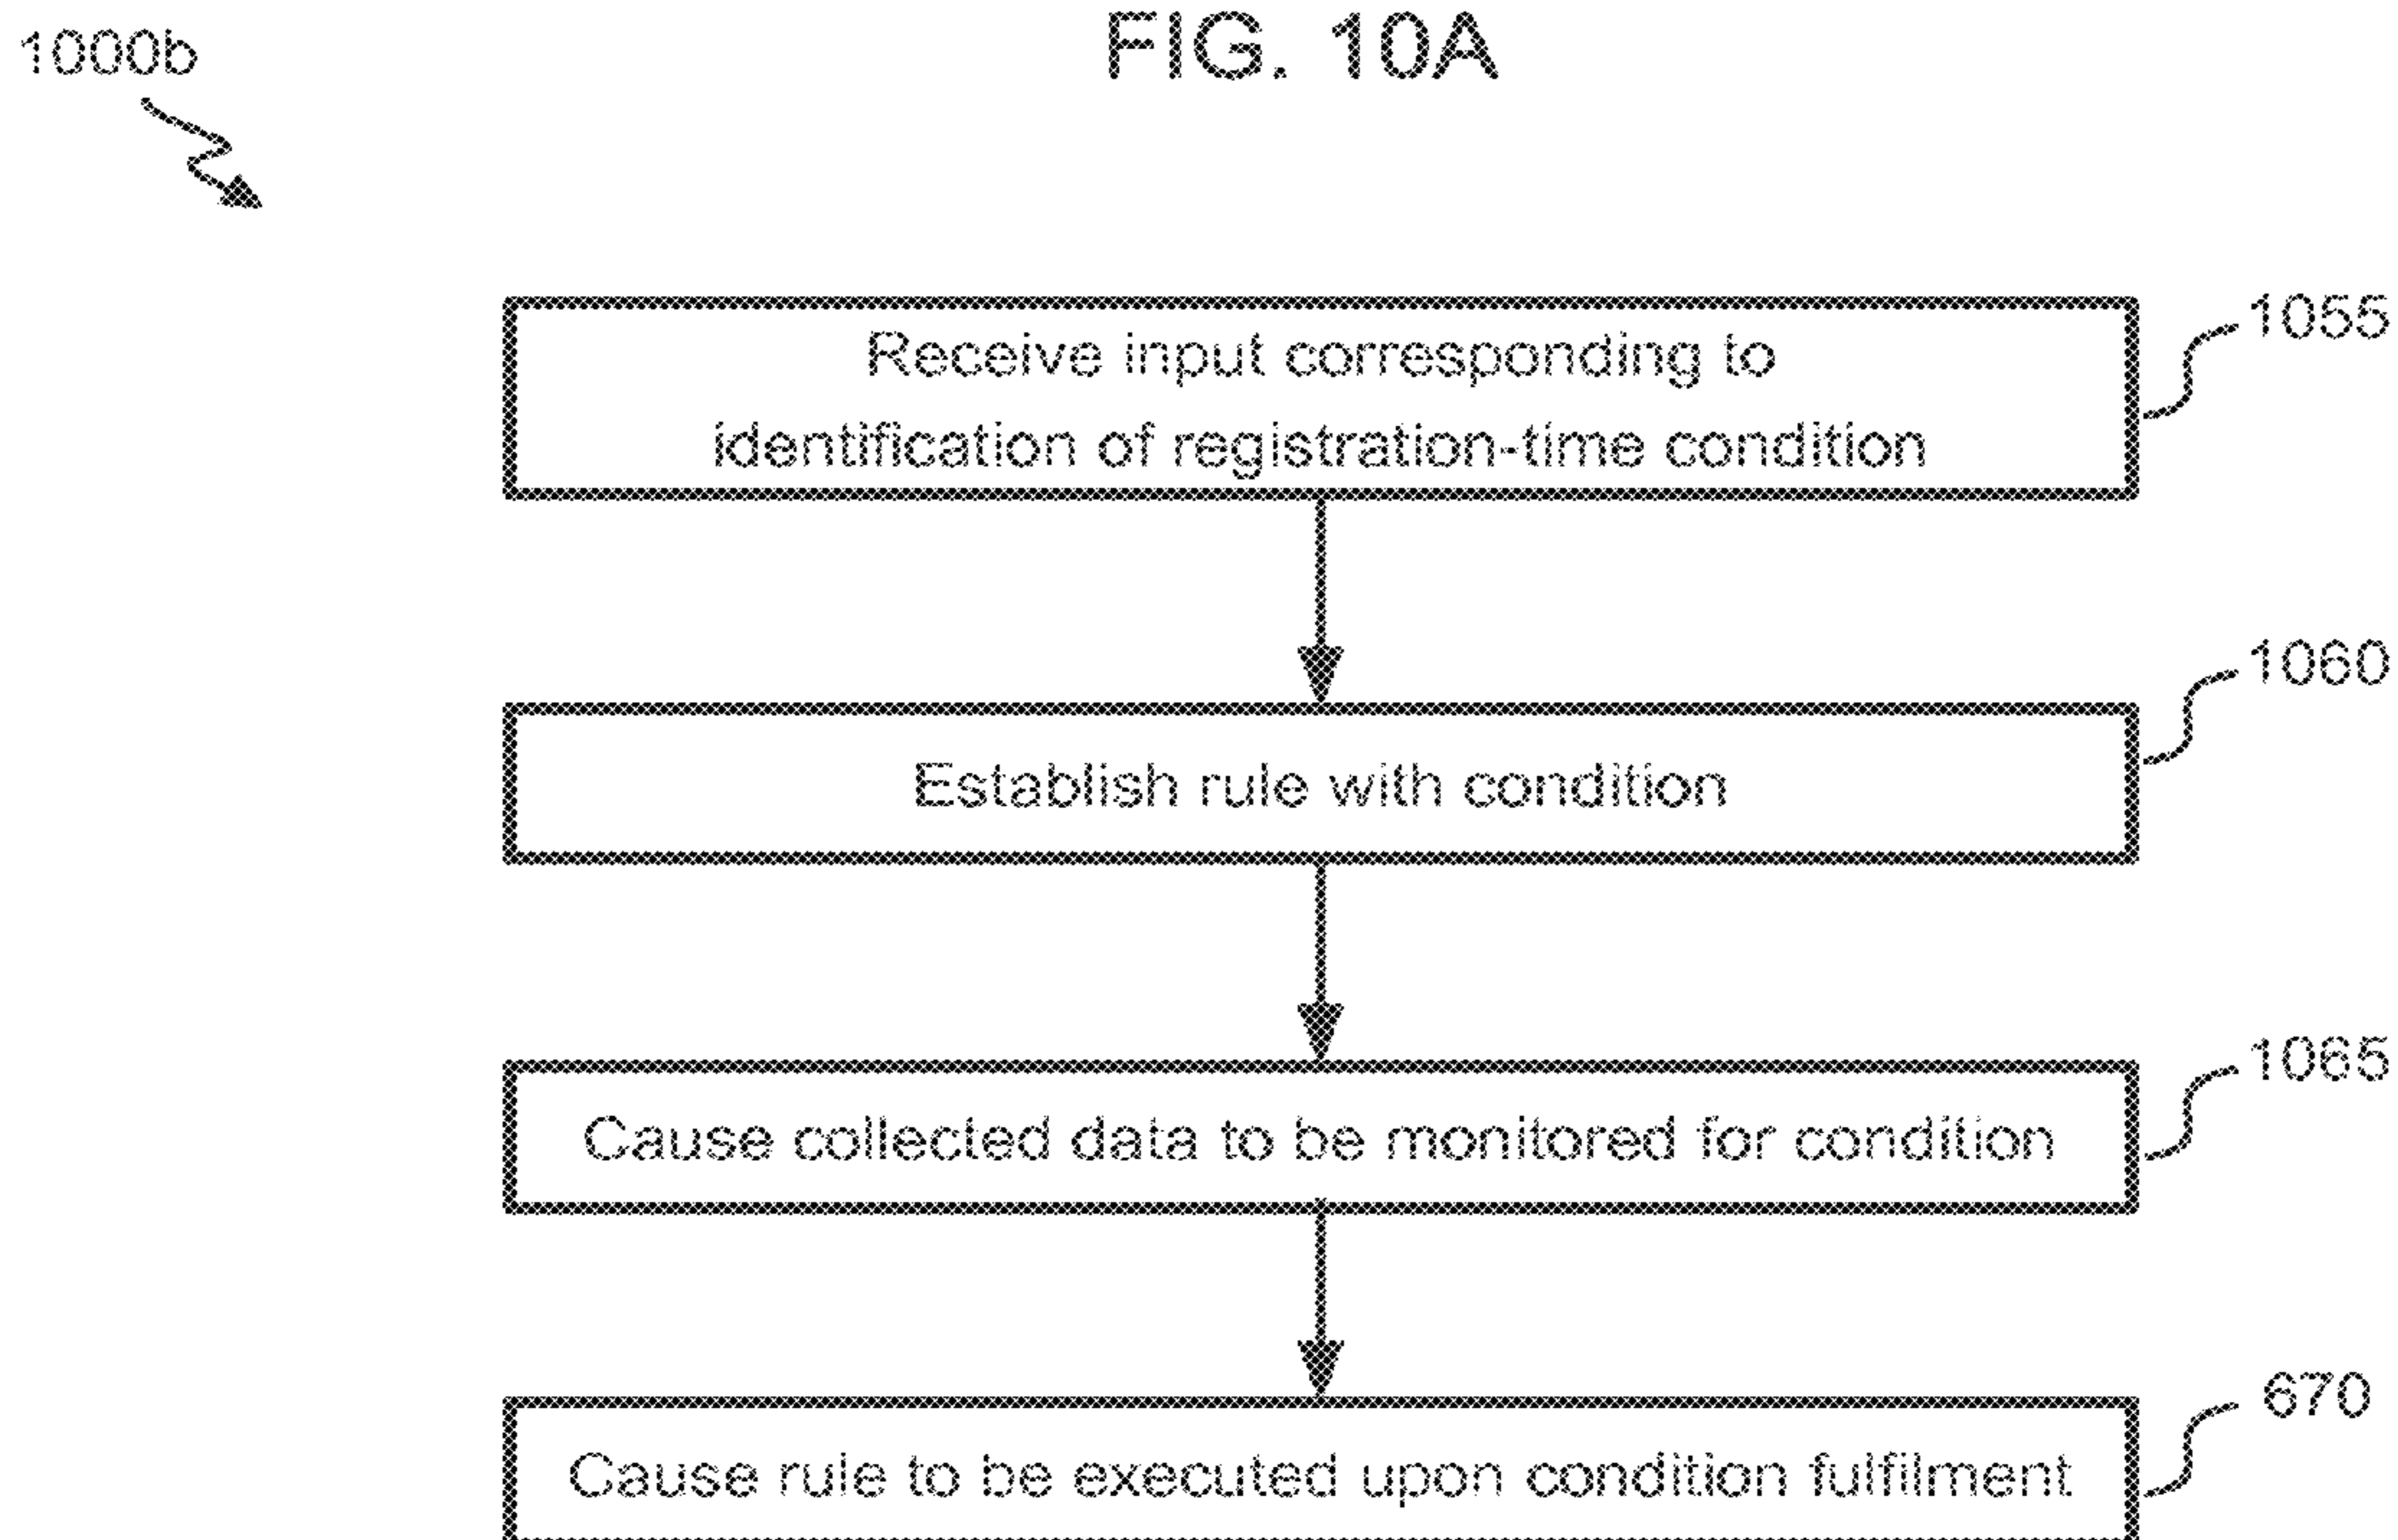 1000b
FIG. 10A
Receive input corresponding to
identification of registration-time condition
1055
Establish rule with condition
1060
Cause collected data to be monitored for condition
1065
Cause rule to be executed upon condition fulfilment
670